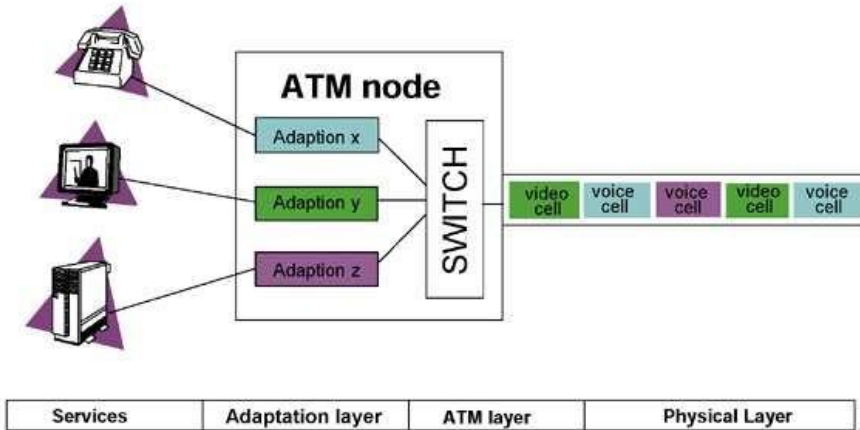 ATM node
Adaption x
Adaption y
Adaption z
SWITCH
video cell
voice cell
voice cell
video cell
voice cell
Services
Adaptation layer
ATM layer
Physical Layer